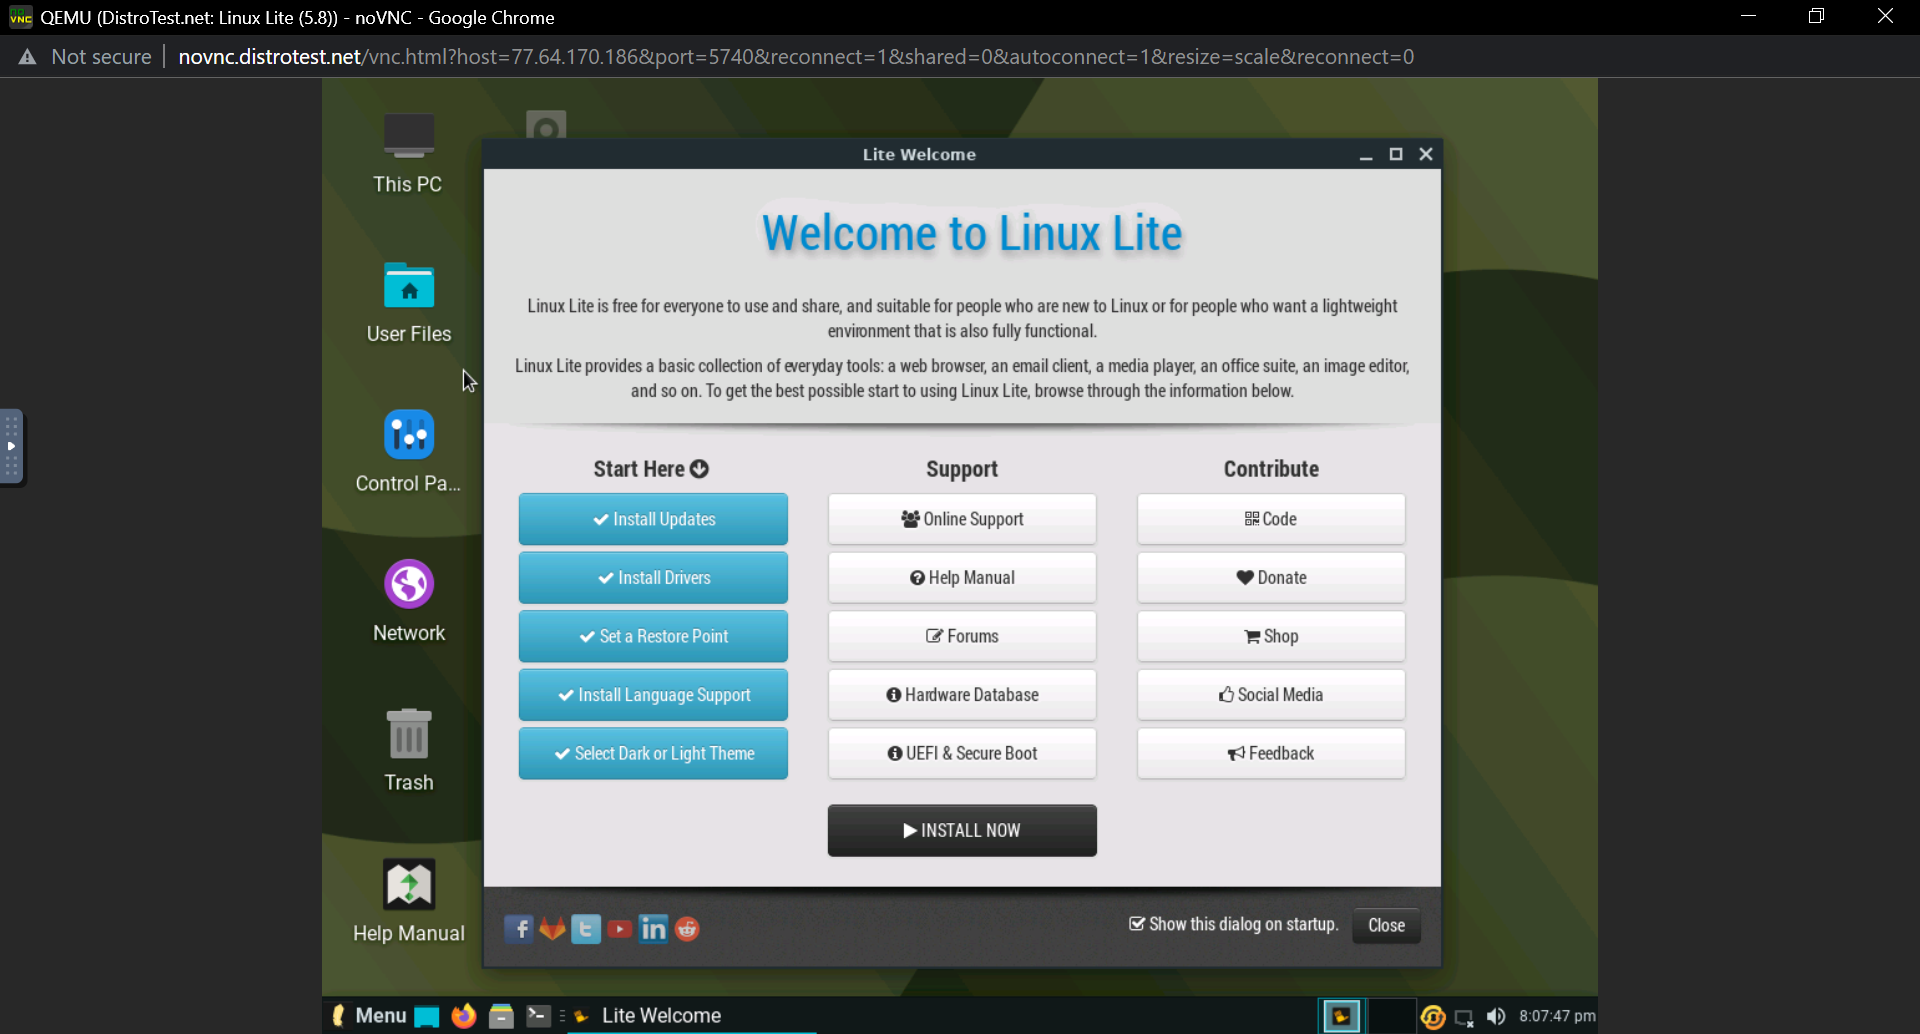 QEMU (DistroTest.net: Linux Lite (5.8)) - noVNC - Google Chrome
Not secure
novnc.distrotest.net/vnc.html?host=77.64.170.186&port=5740&reconnect=1&shared=0&autoconnect=1&resize=scale&reconnect=0
This PC
User Files
Control Pa...
Network
Trash
Help Manual
Lite Welcome
Welcome to Linux Lite
Linux Lite is free for everyone to use and share, and suitable for people who are new to Linux or for people who want a lightweight
environment that is also fully functional.
Linux Lite provides a basic collection of everyday tools: a web browser, an email client, a media player, an office suite, an image editor,
and so on. To get the best possible start to using Linux Lite, browse through the information below.
Start Here
Install Updates
Install Drivers
Set a Restore Point
Install Language Support
Select Dark or Light Theme
Support
Online Support
Help Manual
Forums
Hardware Database
UEFI & Secure Boot
Contribute
Code
Donate
Shop
Social Media
Feedback
INSTALL NOW
Show this dialog on startup.
Close
Menu
Lite Welcome
8:07:47 pm